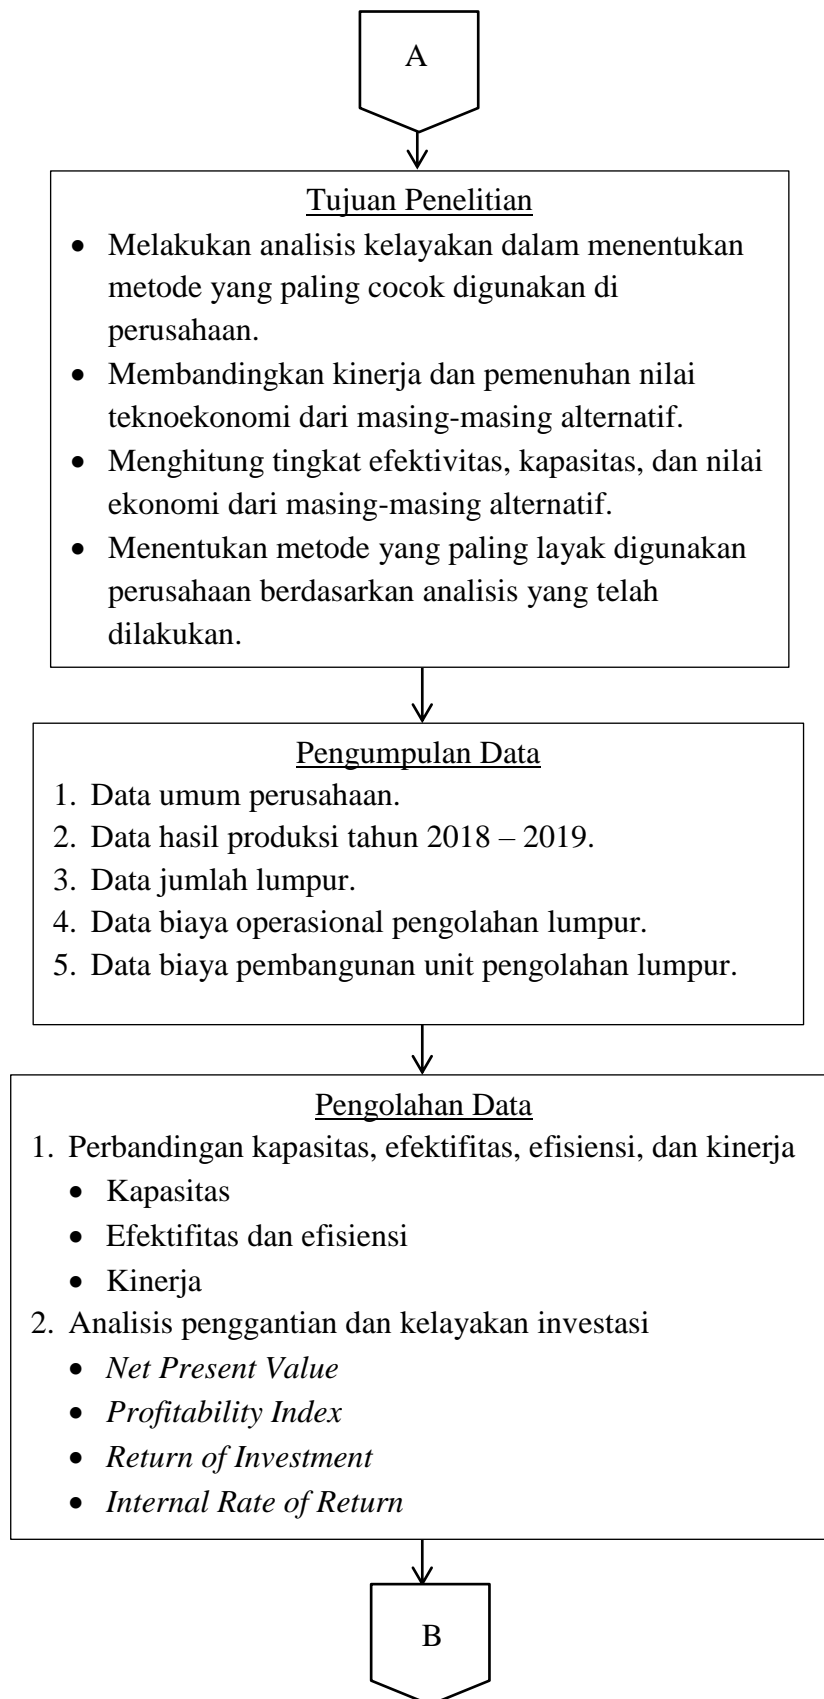 A
Tujuan Penelitian
• Melakukan analisis kelayakan dalam menentukan
metode yang paling cocok digunakan di
perusahaan.
• Membandingkan kinerja dan pemenuhan nilai
teknoekonomi dari masing-masing alternatif.
• Menghitung tingkat efektivitas, kapasitas, dan nilai
ekonomi dari masing-masing alternatif.
• Menentukan metode yang paling layak digunakan
perusahaan berdasarkan analisis yang telah
dilakukan.
Pengumpulan Data
1. Data umum perusahaan.
2. Data hasil produksi tahun 2018 – 2019.
3. Data jumlah lumpur.
4. Data biaya operasional pengolahan lumpur.
5. Data biaya pembangunan unit pengolahan lumpur.
Pengolahan Data
1. Perbandingan kapasitas, efektifitas, efisiensi, dan kinerja
• Kapasitas
• Efektifitas dan efisiensi
• Kinerja
2. Analisis penggantian dan kelayakan investasi
• Net Present Value
• Profitability Index
• Return of Investment
• Internal Rate of Return
B